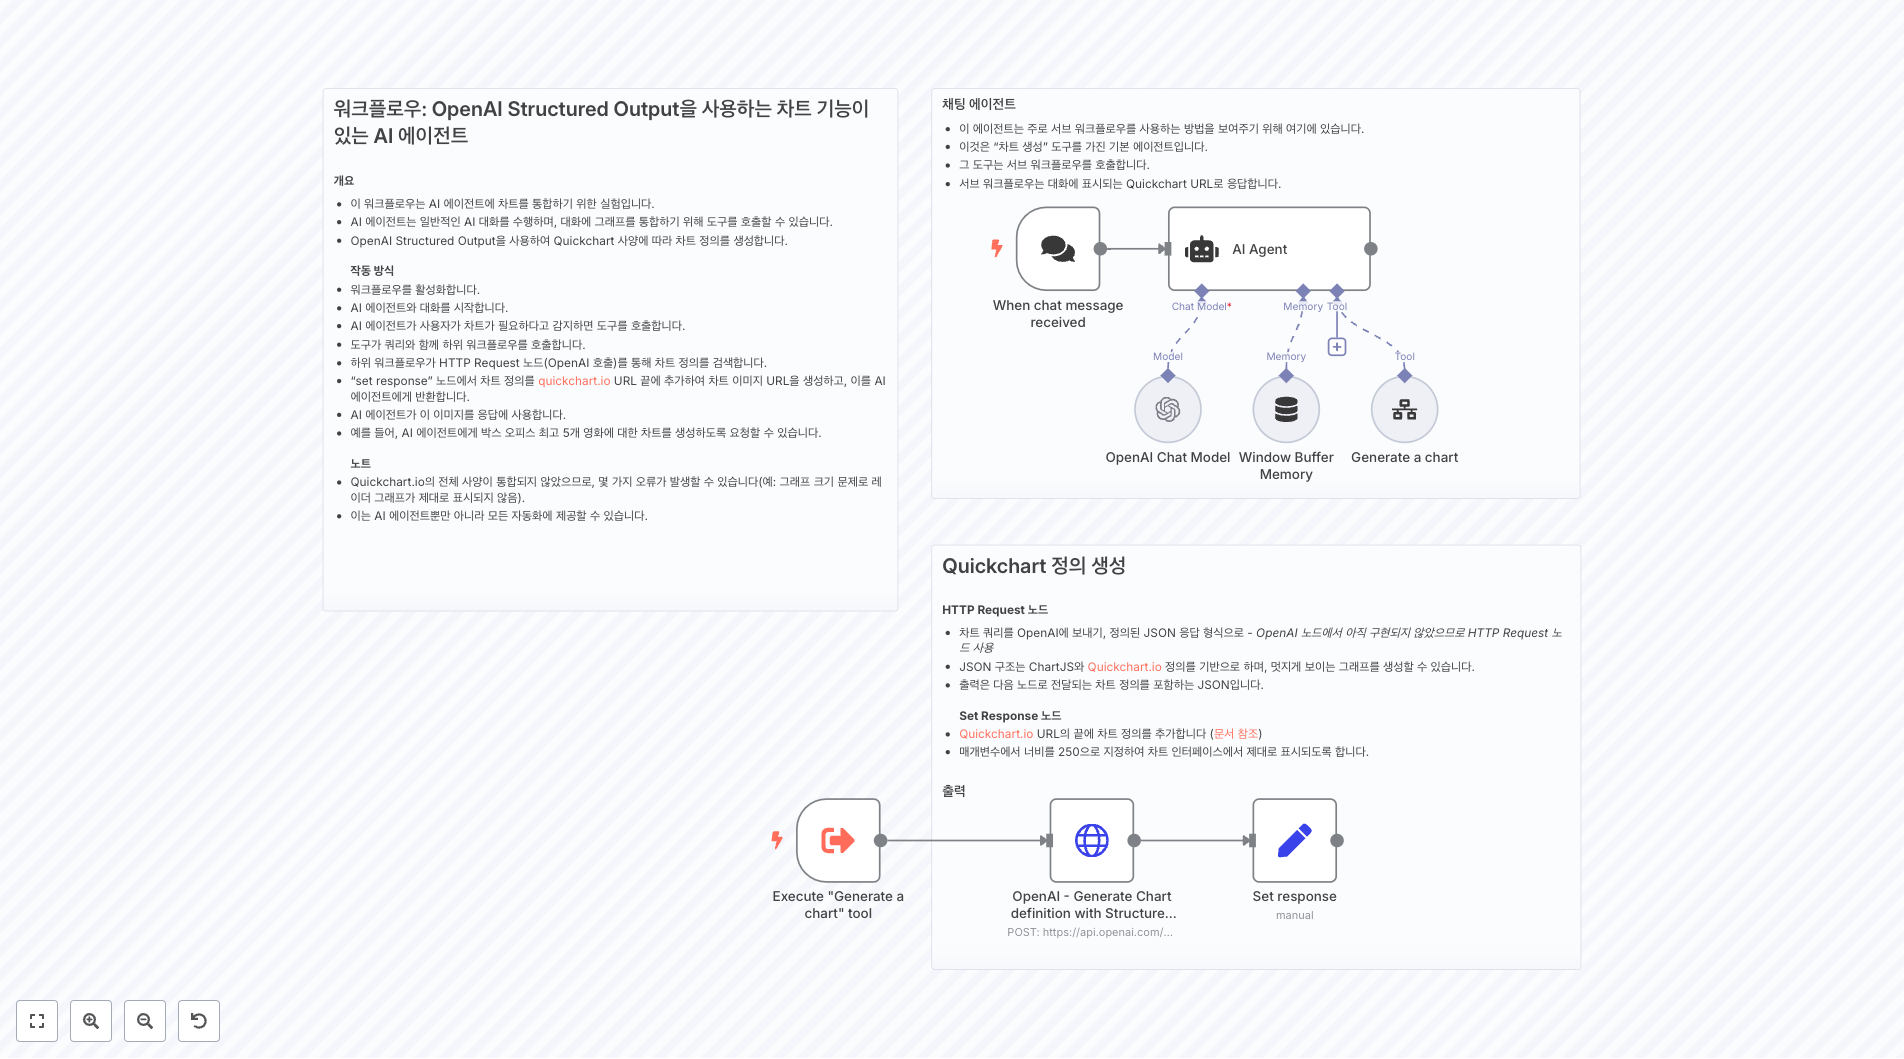 워크플로우: OpenAI Structured Output을 사용하는 차트 기능이
있는 AI 에이전트
개요
이 워크플로우는 AI 에이전트에 차트를 통합하기 위한 실험입니다.
AI 에이전트는 일반적인 AI 대화를 수행하며, 대화에 그래프를 통합하기 위해 도구를 호출할 수 있습니다.
OpenAI Structured Output을 사용하여 Quickchart 사양에 따라 차트 정의를 생성합니다.
작동 방식
워크플로우를 활성화합니다.
AI 에이전트와 대화를 시작합니다.
AI 에이전트가 사용자가 차트가 필요하다고 감지하면 도구를 호출합니다.
도구가 쿼리와 함께 하위 워크플로우를 호출합니다.
하위 워크플로우가 HTTP Request 노드(OpenAI 호출)를 통해 차트 정의를 검색합니다.
“set response” 노드에서 차트 정의를 quickchart.io URL 끝에 추가하여 차트 이미지 URL을 생성하고, 이를 AI
에이전트에게 반환합니다.
AI 에이전트가 이 이미지를 응답에 사용합니다.
예를 들어, AI 에이전트에게 박스 오피스 최고 5개 영화에 대한 차트를 생성하도록 요청할 수 있습니다.
노트
Quickchart.io의 전체 사양이 통합되지 않았으므로, 몇 가지 오류가 발생할 수 있습니다(예: 그래프 크기 문제로 레
이더 그래프가 제대로 표시되지 않음).
이는 AI 에이전트뿐만 아니라 모든 자동화에 제공할 수 있습니다.
채팅 에이전트
이 에이전트는 주로 서브 워크플로우를 사용하는 방법을 보여주기 위해 여기에 있습니다.
이것은 “차트 생성” 도구를 가진 기본 에이전트입니다.
그 도구는 서브 워크플로우를 호출합니다.
서브 워크플로우는 대화에 표시되는 Quickchart URL로 응답합니다.
AI Agent
When chat message
received
Chat Model*
Memory
Tool
Model
Memory
Tool
OpenAI Chat Model
Window Buffer
Memory
Generate a chart
Quickchart 정의 생성
HTTP Request 노드
차트 쿼리를 OpenAI에 보내기, 정의된 JSON 응답 형식으로 - OpenAI 노드에서 아직 구현되지 않았으므로 HTTP Request 노
드 사용
JSON 구조는 ChartJS와 Quickchart.io 정의를 기반으로 하며, 멋지게 보이는 그래프를 생성할 수 있습니다.
출력은 다음 노드로 전달되는 차트 정의를 포함하는 JSON입니다.
Set Response 노드
Quickchart.io URL의 끝에 차트 정의를 추가합니다 (문서 참조)
매개변수에서 너비를 250으로 지정하여 차트 인터페이스에서 제대로 표시되도록 합니다.
출력
Execute "Generate a
chart" tool
OpenAI - Generate Chart
definition with Structure...
POST: https://api.openai.com/...
Set response
manual